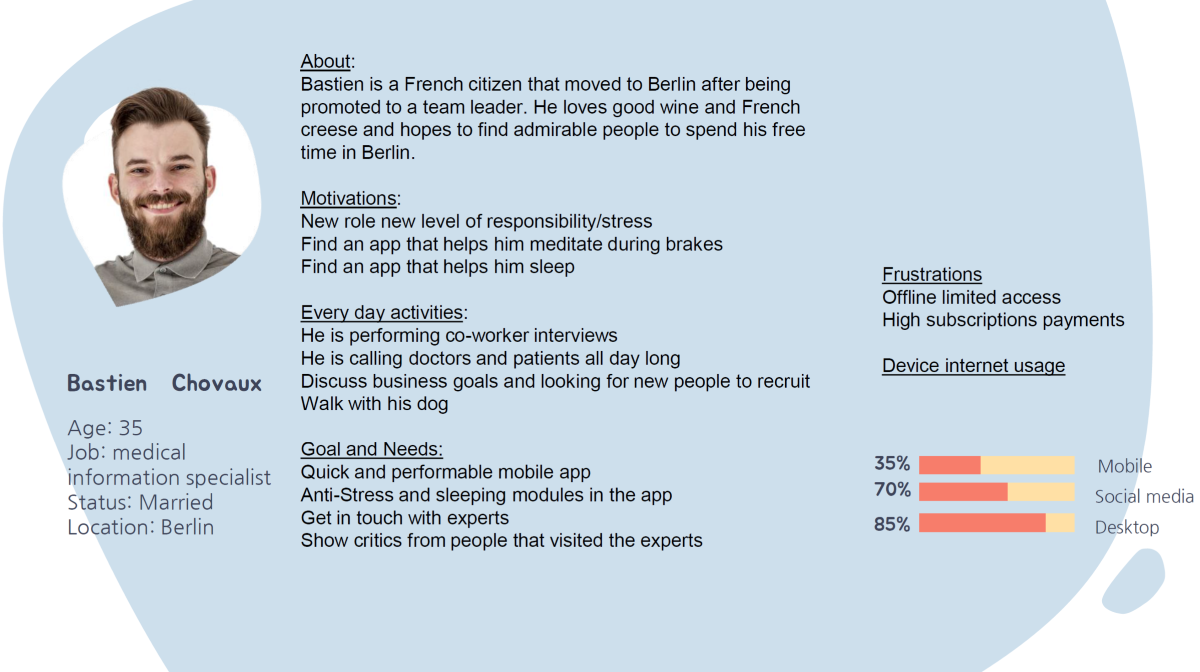 About:
Bastien is a French citizen that moved to Berlin after being
promoted to a team leader. He loves good wine and French
creese and hopes to find admirable people to spend his free
time in Berlin.
Motivations:
New role new level of responsibility/stress
Find an app that helps him meditate during brakes
Find an app that helps him sleep
Every day activities:
He is performing co-worker interviews
He is calling doctors and patients all day long
Discuss business goals and looking for new people to recruit
Walk with his dog
Goal and Needs:
Quick and performable mobile app
Anti-Stress and sleeping modules in the app
Get in touch with experts
Show critics from people that visited the experts
Bastien Chovaux
Age: 35
Job: medical
information specialist
Status: Married
Location: Berlin
Frustrations
Offline limited access
High subscriptions payments
Device internet usage
35% Mobile
70% Social media
85% Desktop